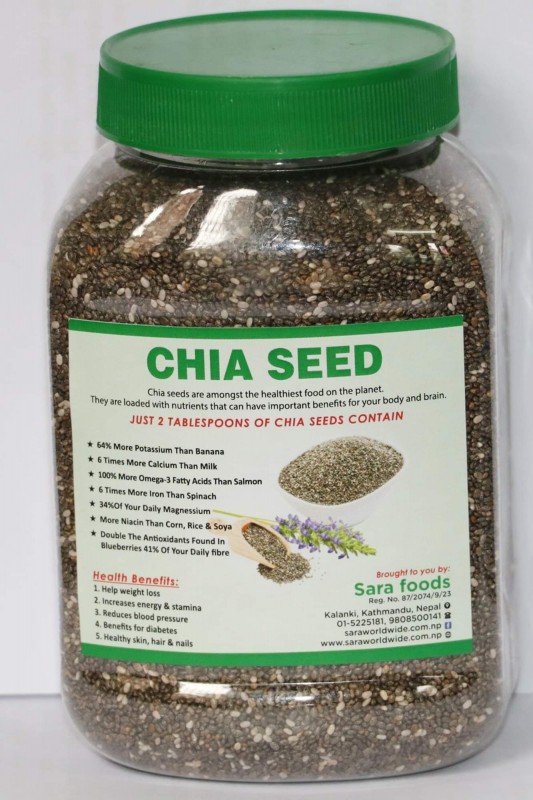 CHIA SEED
Chia seeds are amongst the healthiest food on the planet.
They are loaded with nutrients that can have important benefits for your body and brain.
JUST 2 TABLESPOONS OF CHIA SEEDS CONTAIN
★ 64% More Potassium Than Banana
★ 6 Times More Calcium Than Milk
★ 100% More Omega-3 Fatty Acids Than Salmon
★ 6 Times More Iron Than Spinach
★ 34%Of Your Daily Magnessium
★ More Niacin Than Corn, Rice & Soya
★ Double The Antioxidants Found In
Blueberries 41% Of Your Daily fibre
Health Benefits:
1. Help weight loss
2. Increases energy & stamina
3. Reduces blood pressure
4. Benefits for diabetes
5. Healthy skin, hair & nails
Brought to you by:
Sara foods
Reg. No. 87/2074/9/23
Kalanki, Kathmandu, Nepal
01-5225181, 9808500141
saraworldwide.com.np
www.saraworldwide.com.np